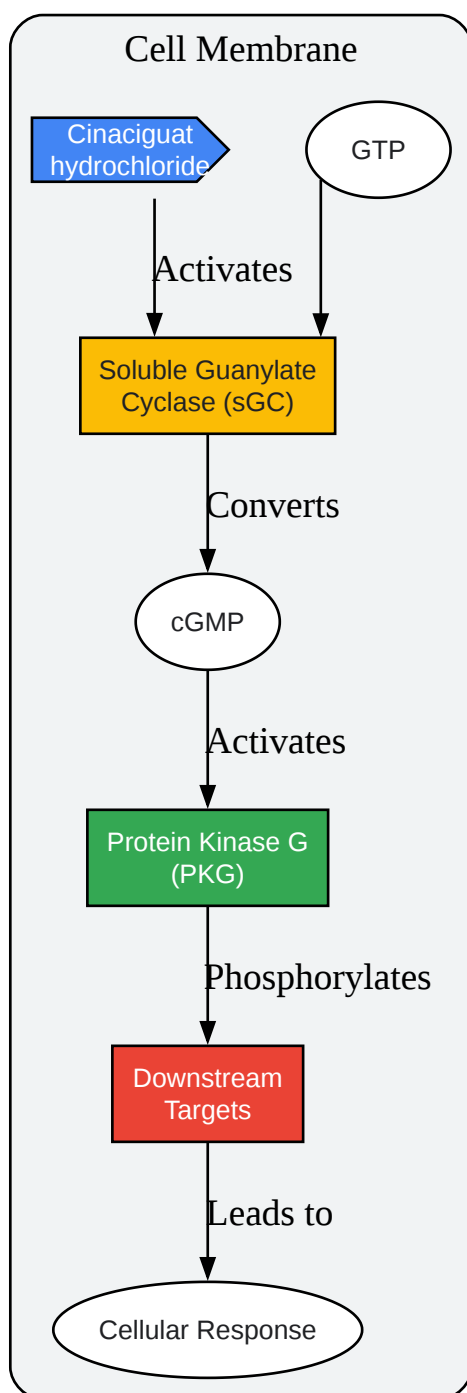 Cell Membrane
Cinaciguat
hydrochloride
GTP
Activates
Soluble Guanylate
Cyclase (sGC)
Converts
cGMP
Activates
Protein Kinase G
(PKG)
Phosphorylates
Downstream
Targets
Leads to
Cellular Response